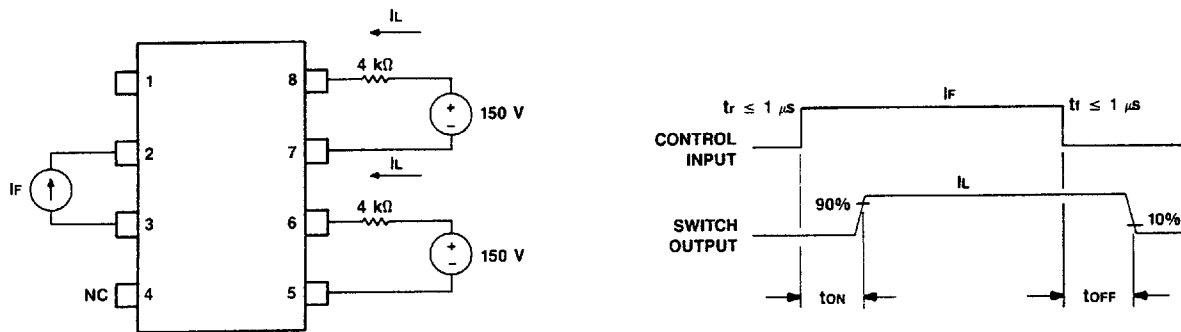 IL
4 kΩ
1
8
+
−
150 V
2
7
IF
IL
4 kΩ
3
6
+
−
150 V
NC
4
5
tr ≤ 1 μs
IF
tf ≤ 1 μs
CONTROL
INPUT
IL
90%
SWITCH
OUTPUT
10%
tON
tOFF